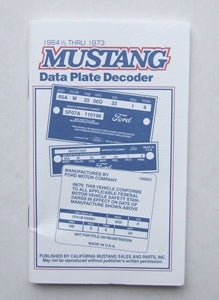 1964½ THRU 1973
MUSTANG
Data Plate Decoder
65A M 25 06D 33 1 6
5F07A 110196
Ford
MANUFACTURED BY
FORD MOTOR COMPANY
08/70 THIS VEHICLE CONFORMS
TO ALL APPLICABLE FEDERAL
MOTOR VEHICLE SAFETY STAN-
DARDS IN EFFECT ON DATE OF
MANUFACTURE SHOWN ABOVE
NOT FOR TITLE OR REGISTRATION
MADE IN U.S.A.
PUBLISHED BY CALIFORNIA MUSTANG SALES AND PARTS, INC.
May not be reproduced without publisher's written permission.